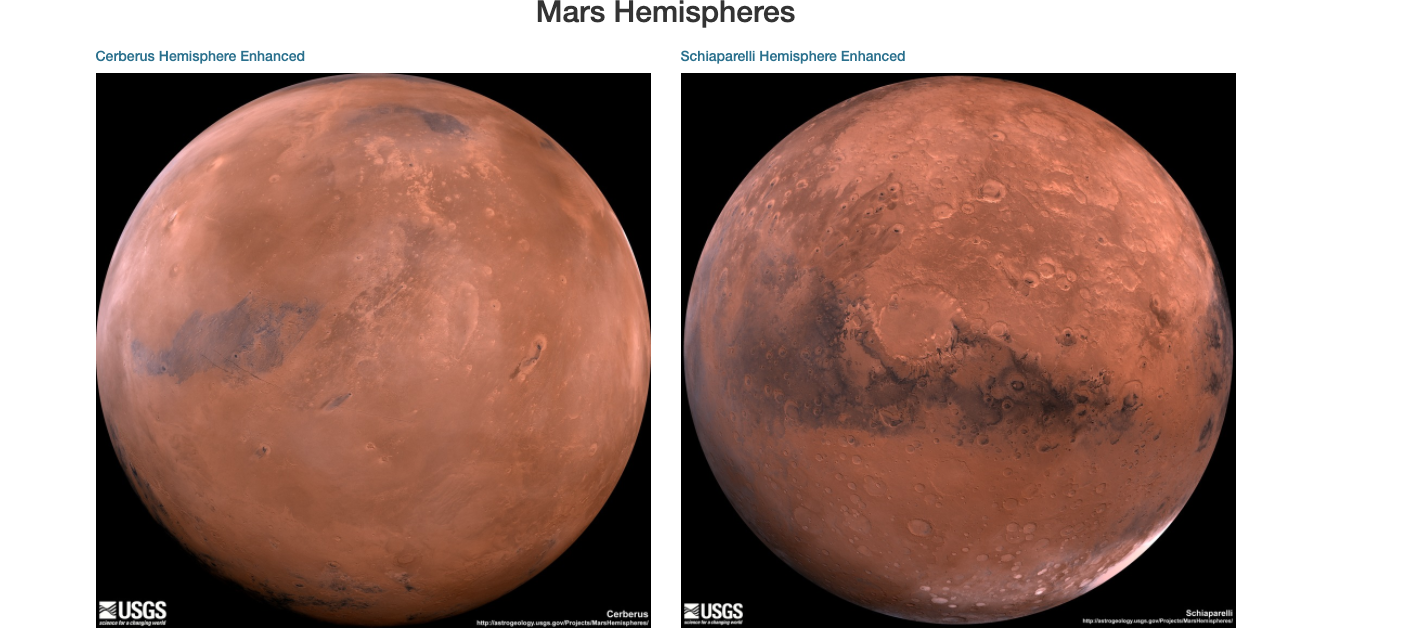 Mars Hemispheres
Cerberus Hemisphere Enhanced
Schiaparelli Hemisphere Enhanced
USGS
science for a changing world
Cerberus
http://astrogeology.usgs.gov/Projects/MarsHemispheres/
USGS
science for a changing world
Schiaparelli
http://astrogeology.usgs.gov/Projects/MarsHemispheres/